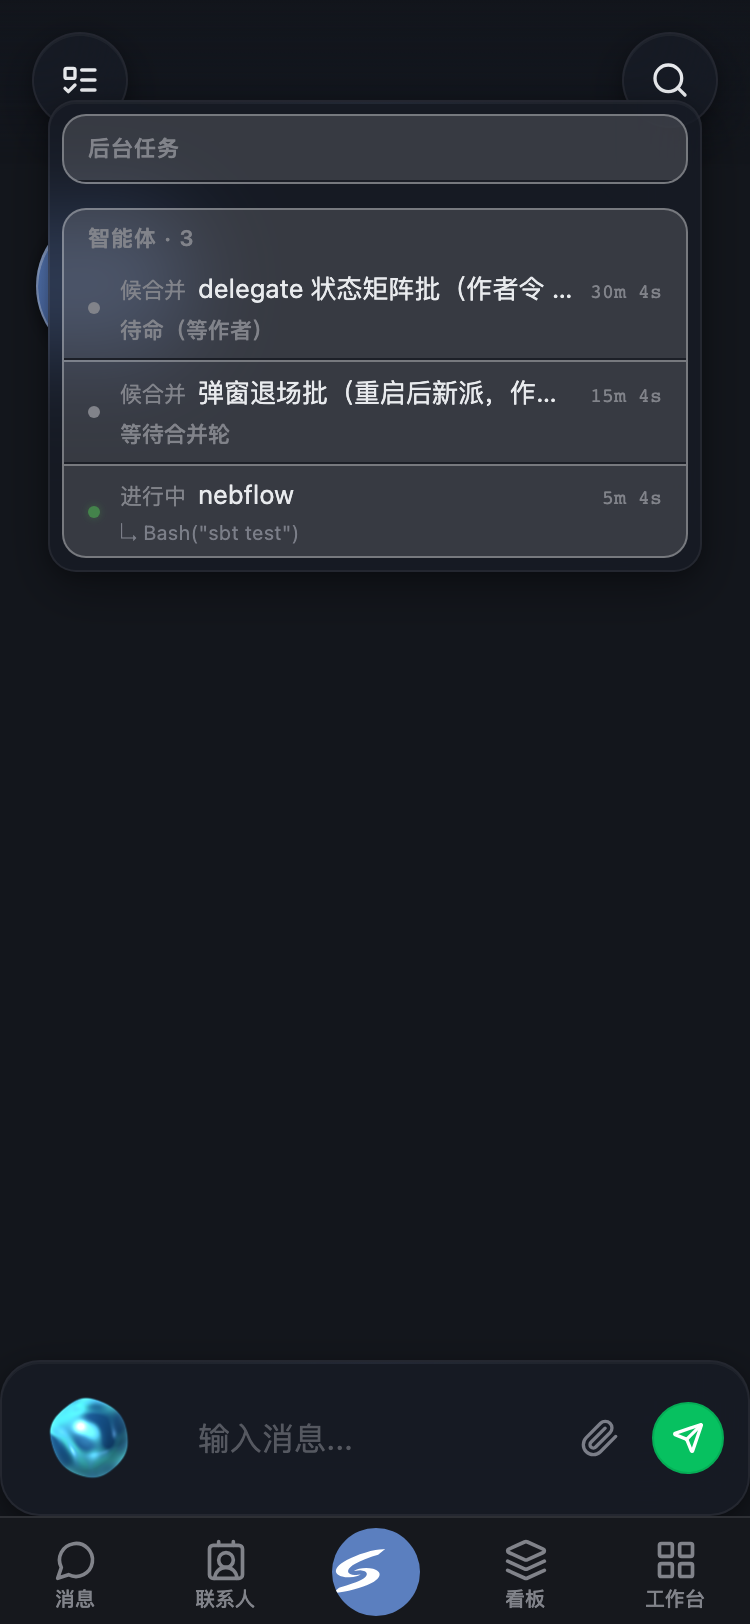 后台任务
智能体 · 3
候合并 delegate 状态矩阵批（作者令 ... 30m 4s
待命（等作者）
候合并 弹窗退场批（重启后新派，作... 15m 4s
等待合并轮
进行中 nebflow 5m 4s
Bash("sbt test")
输入消息...
消息 联系人 看板 工作台